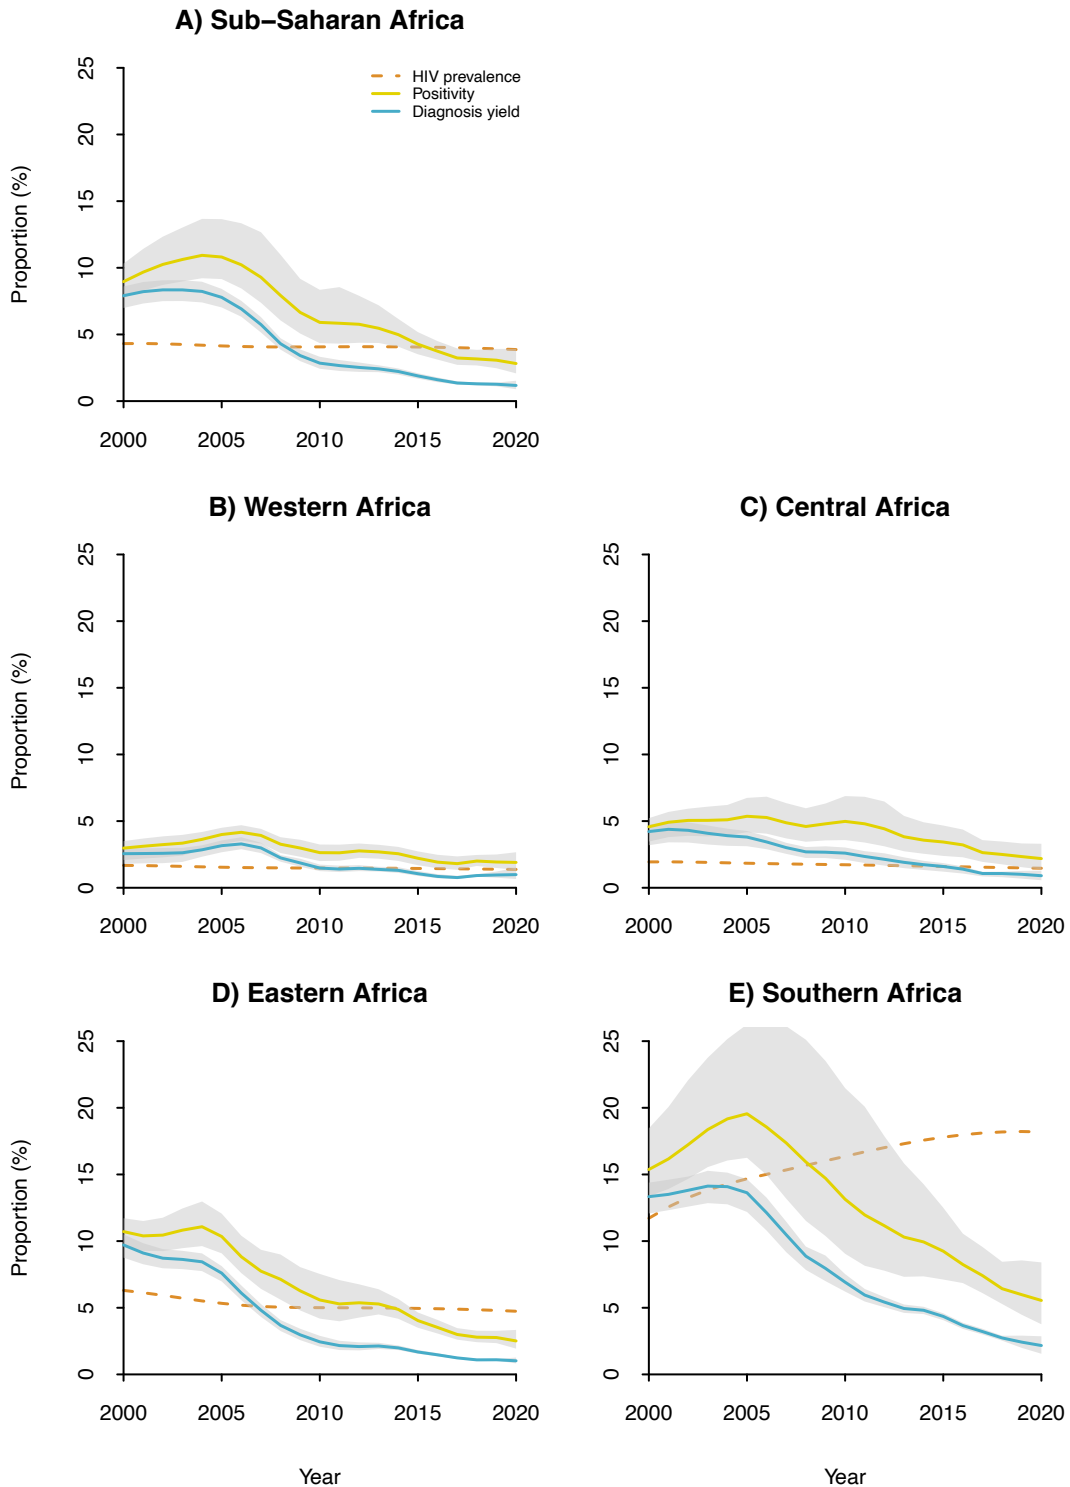 A) Sub−Saharan Africa
Proportion (%)
25
20
15
10
5
0
HIV prevalence
Positivity
Diagnosis yield
2000 2005 2010 2015 2020
B) Western Africa
Proportion (%)
25
20
15
10
5
0
2000 2005 2010 2015 2020
C) Central Africa
25
20
15
10
5
0
2000 2005 2010 2015 2020
D) Eastern Africa
Proportion (%)
25
20
15
10
5
0
2000 2005 2010 2015 2020
Year
E) Southern Africa
25
20
15
10
5
0
2000 2005 2010 2015 2020
Year